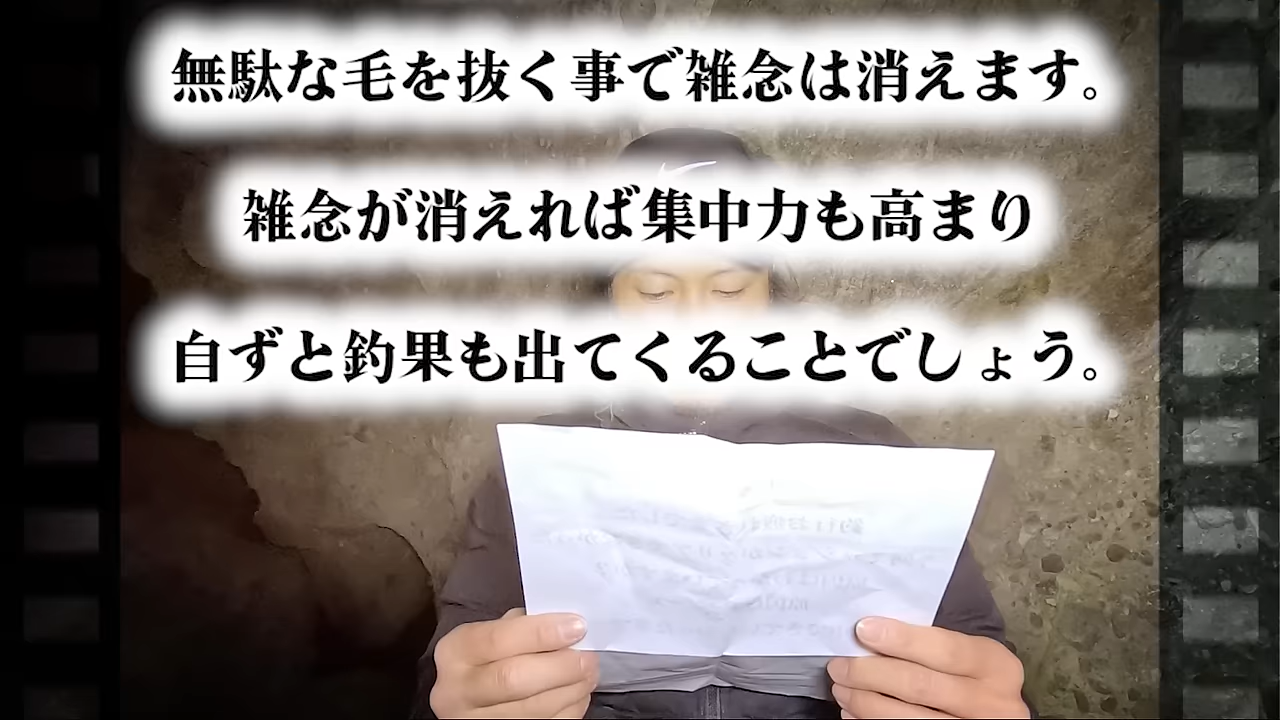 無駄な毛を抜く事で雑念は消えます。
雑念が消えれば集中力も高まり
自ずと釣果も出てくることでしょう。